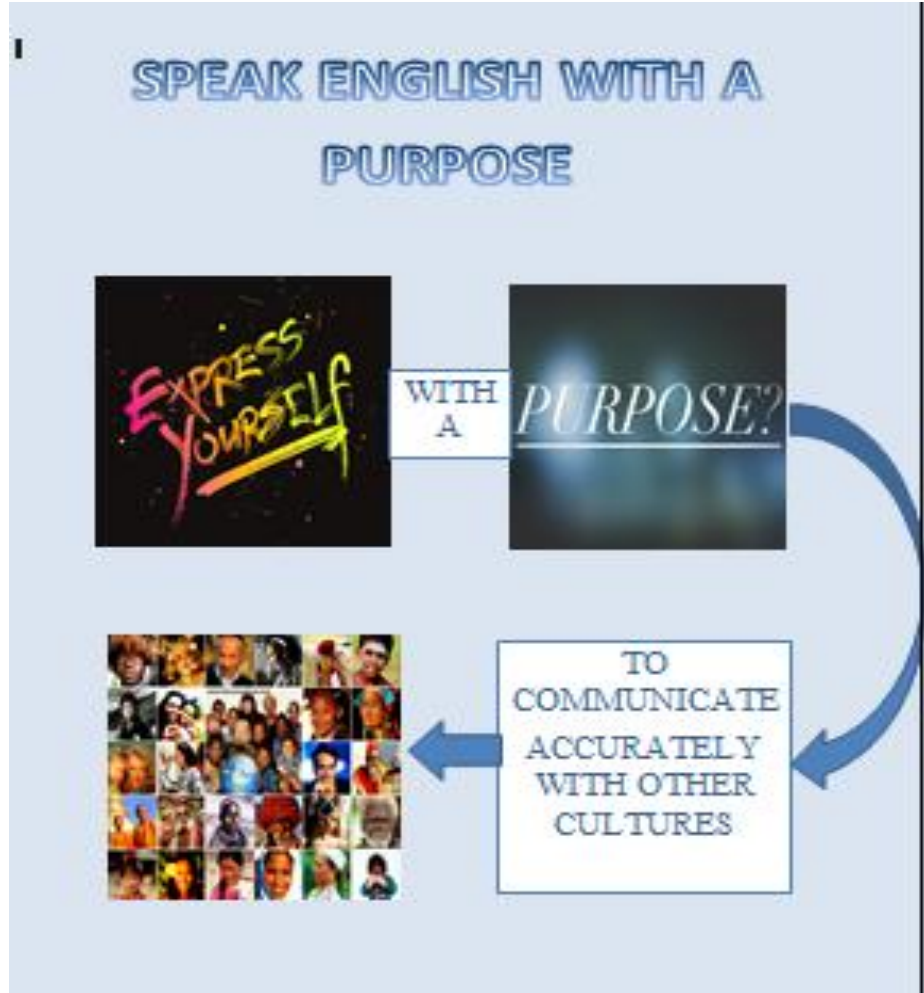 SPEAK ENGLISH WITH A
PURPOSE
EXPRESS
YOURSELF
WITH
A
PURPOSE?
TO
COMMUNICATE
ACCURATELY
WITH OTHER
CULTURES